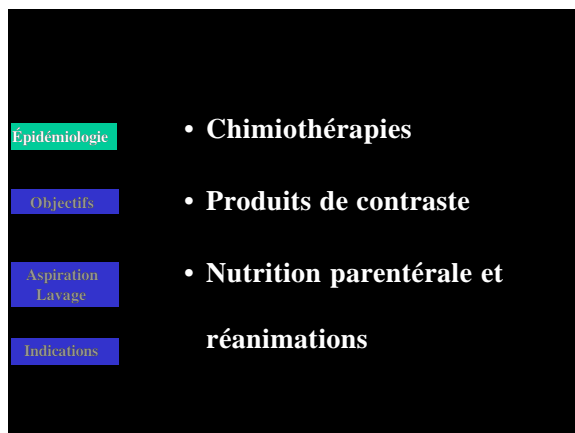 Épidémiologie
Objectifs
Aspiration
Lavage
Indications
• Chimiothérapies
• Produits de contraste
• Nutrition parentérale et
réanimations